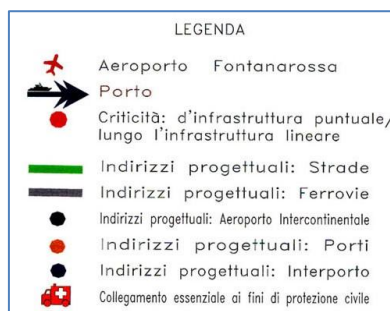 LEGENDA
Aeroporto Fontanarossa
Porto
Criticità: d'infrastruttura puntuale/
lungo l'infrastruttura lineare
Indirizzi progettuali: Strade
Indirizzi progettuali: Ferrovie
Indirizzi progettuali: Aeroporto Intercontinentale
Indirizzi progettuali: Porti
Indirizzi progettuali: Interporto
Collegamento essenziale ai fini di protezione civile